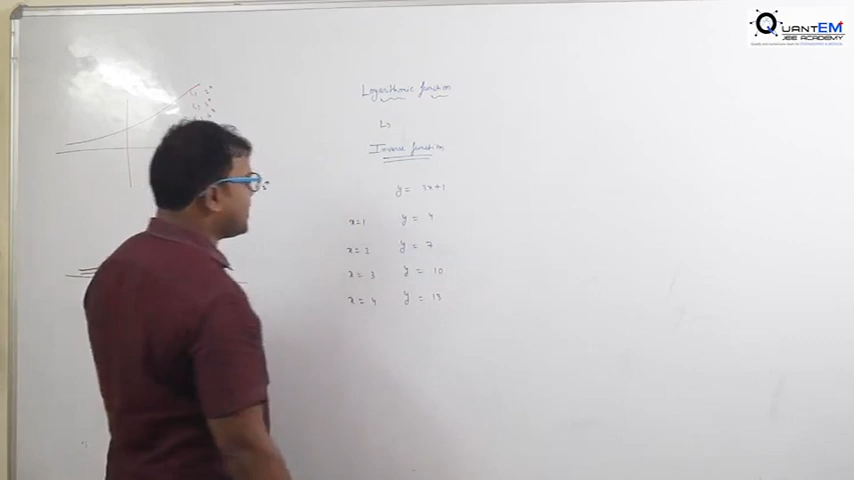 QUANTEM
JEE ACADEMY
Logarithmic function
Inverse function
y = 3x+1
x=1 y = 4
x= 2 y = 7
x= 3 y = 10
x= 4 y = 13